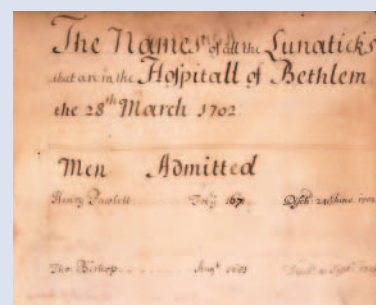 The Names of all the Lunaticks
that are in the Hospitall of Bethlem
the 28th March 1702
Men Admitted
Henry
Tho: Bishop Augt